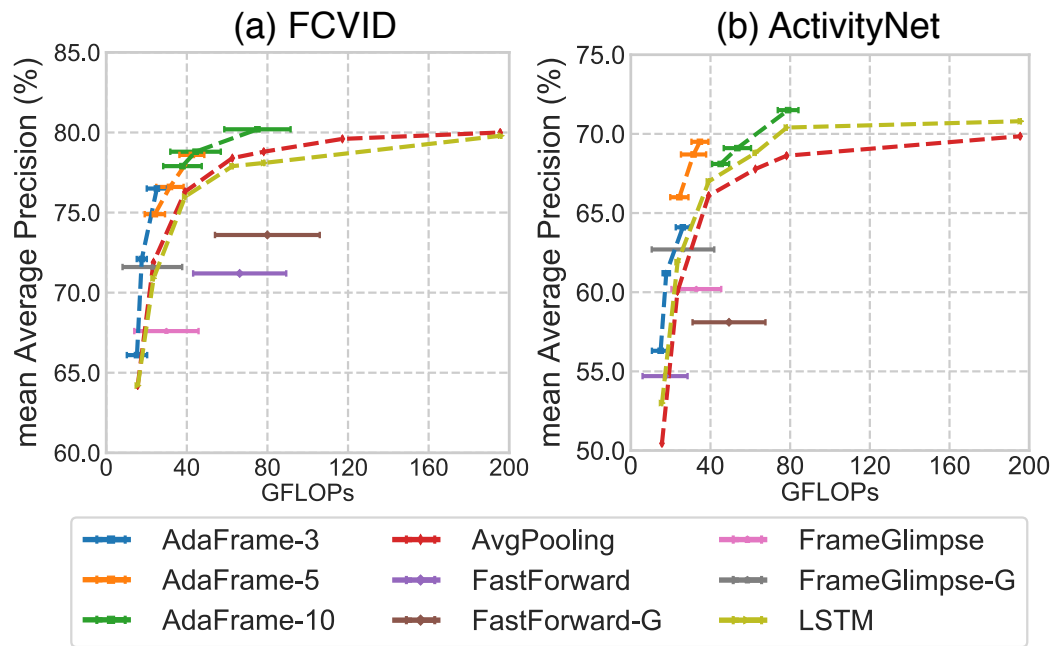 (a) FCVID
(b) ActivityNet
mean Average Precision (%)
85.0
80.0
75.0
70.0
65.0
60.0
0 40 80 120 160 200
GFLOPs
mean Average Precision (%)
75.0
70.0
65.0
60.0
55.0
50.0
0 40 80 120 160 200
GFLOPs
AdaFrame-3 AvgPooling FrameGlimpse
AdaFrame-5 FastForward FrameGlimpse-G
AdaFrame-10 FastForward-G LSTM